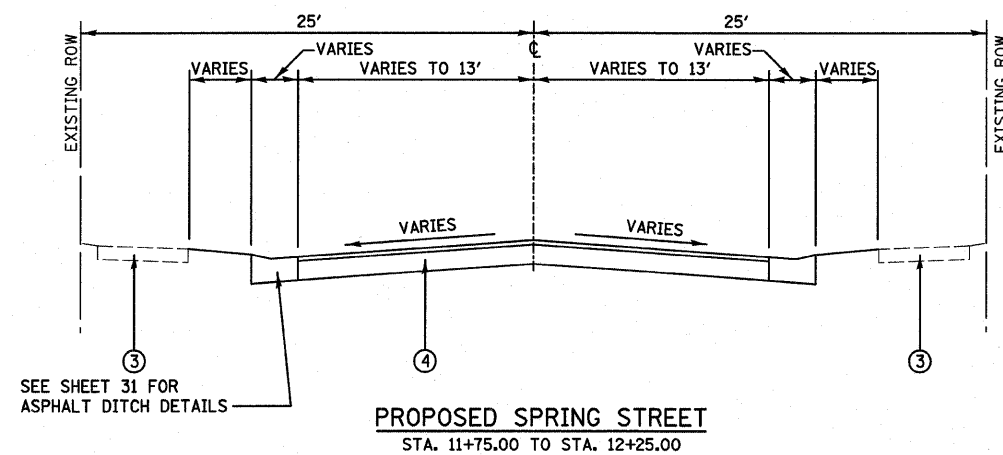 25' 25'
EXISTING ROW
VARIES
VARIES
VARIES TO 13'
℄
VARIES TO 13'
VARIES
VARIES
EXISTING ROW
VARIES
VARIES
3
4
3
SEE SHEET 31 FOR
ASPHALT DITCH DETAILS
PROPOSED SPRING STREET
STA. 11+75.00 TO STA. 12+25.00